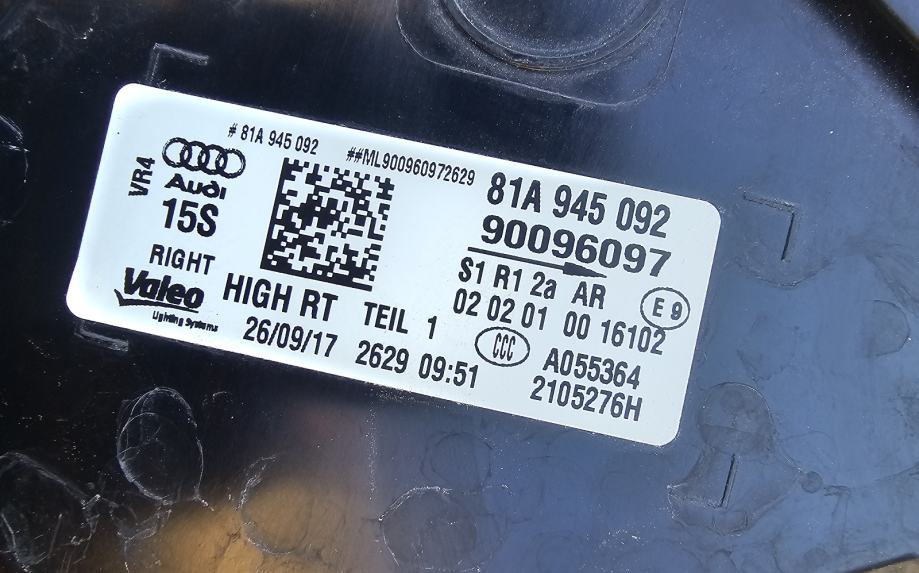 # 81A 945 092
##ML900960972629
VR4
Audi
15S
81A 945 092
90096097
RIGHT
S1 R1 2a AR
E 9
Valeo
Lighting Systems
HIGH RT TEIL 1
02 02 01 00 16102
26/09/17 2629 09:51
CCC
A055364
2105276H